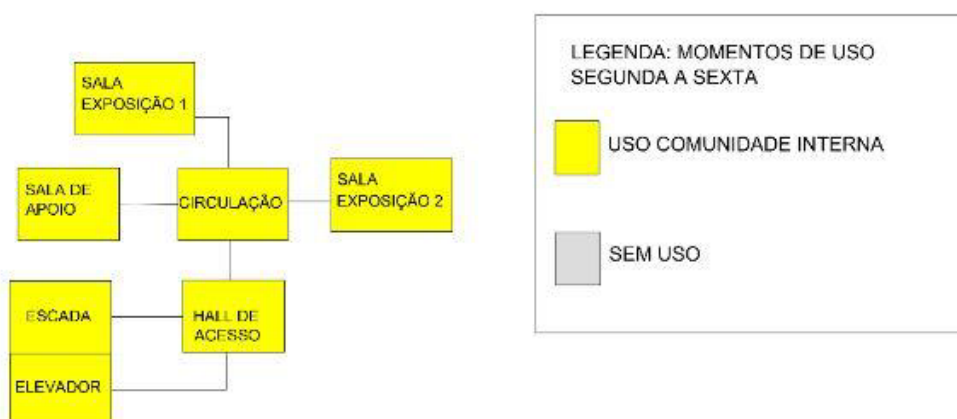 SALA
EXPOSIÇÃO 1
SALA DE
APOIO
CIRCULAÇÃO
SALA
EXPOSIÇÃO 2
ESCADA
HALL DE
ACESSO
ELEVADOR
LEGENDA: MOMENTOS DE USO
SEGUNDA A SEXTA
USO COMUNIDADE INTERNA
SEM USO